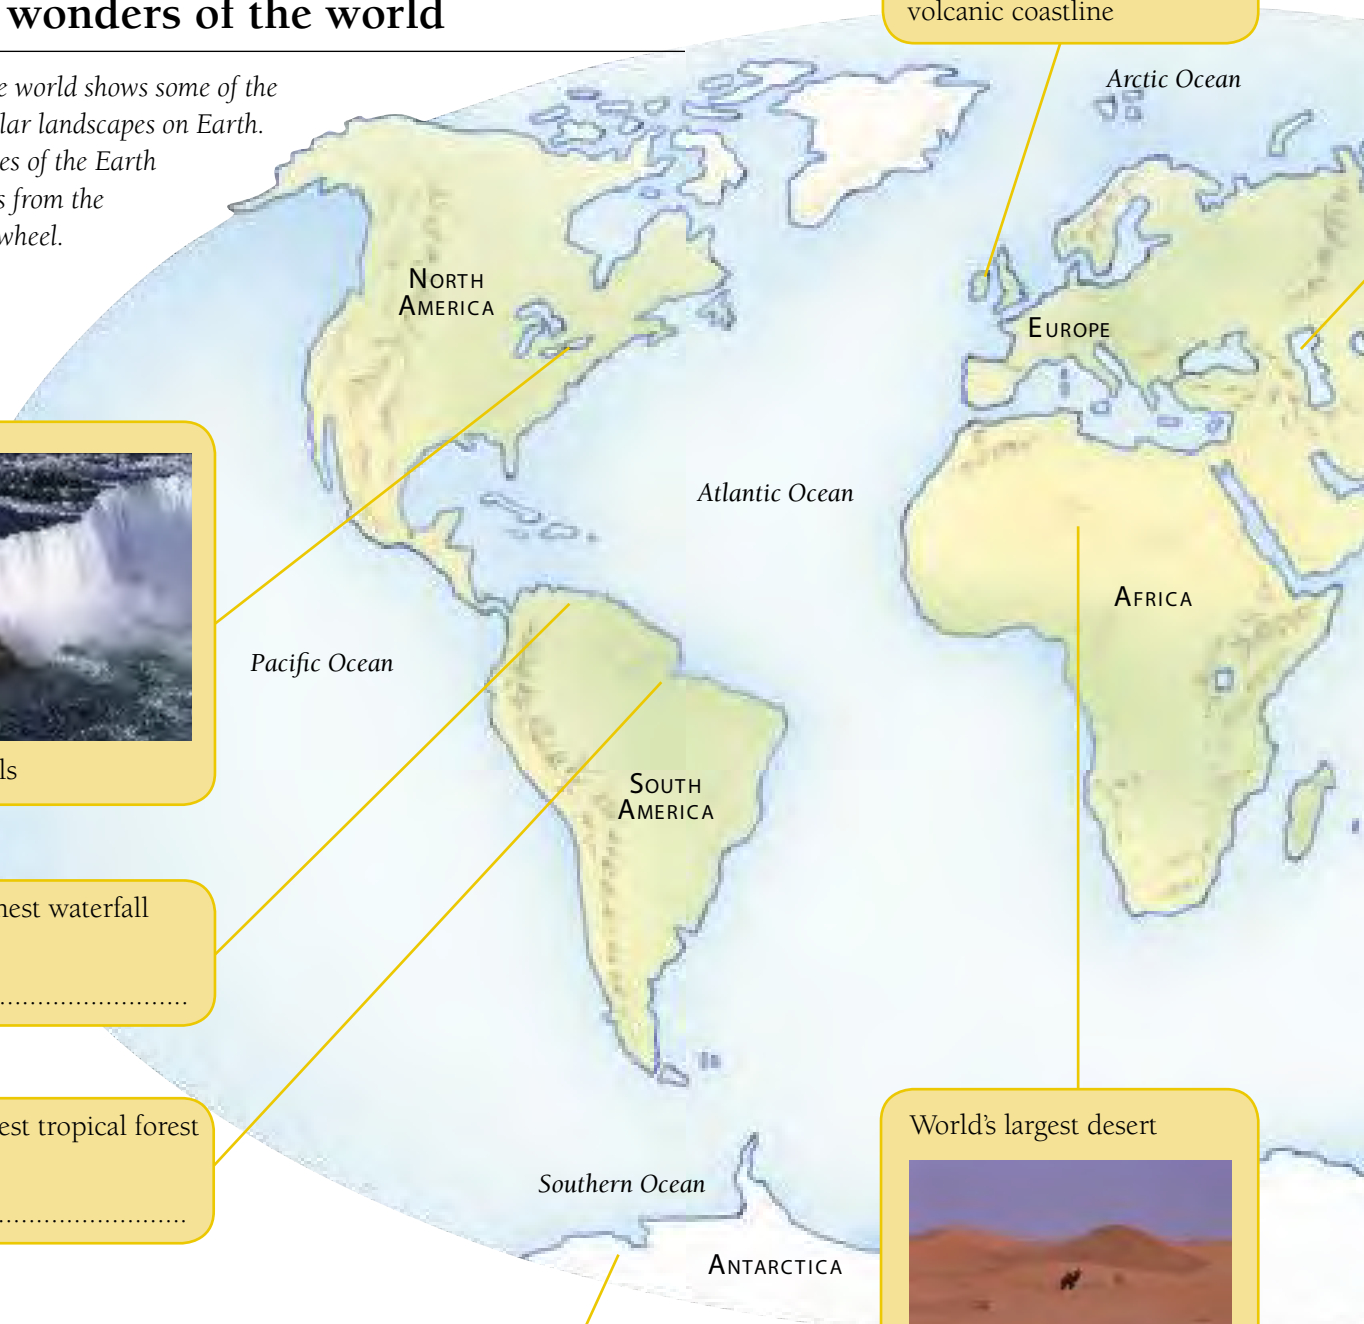 wonders of the world
e world shows some of the
lar landscapes on Earth.
es of the Earth
s from the
wheel.
volcanic coastline
Arctic Ocean
NORTH
AMERICA
EUROPE
Atlantic Ocean
AFRICA
Pacific Ocean
ls
SOUTH
AMERICA
nest waterfall
..........................
est tropical forest
..........................
World's largest desert
Southern Ocean
ANTARCTICA